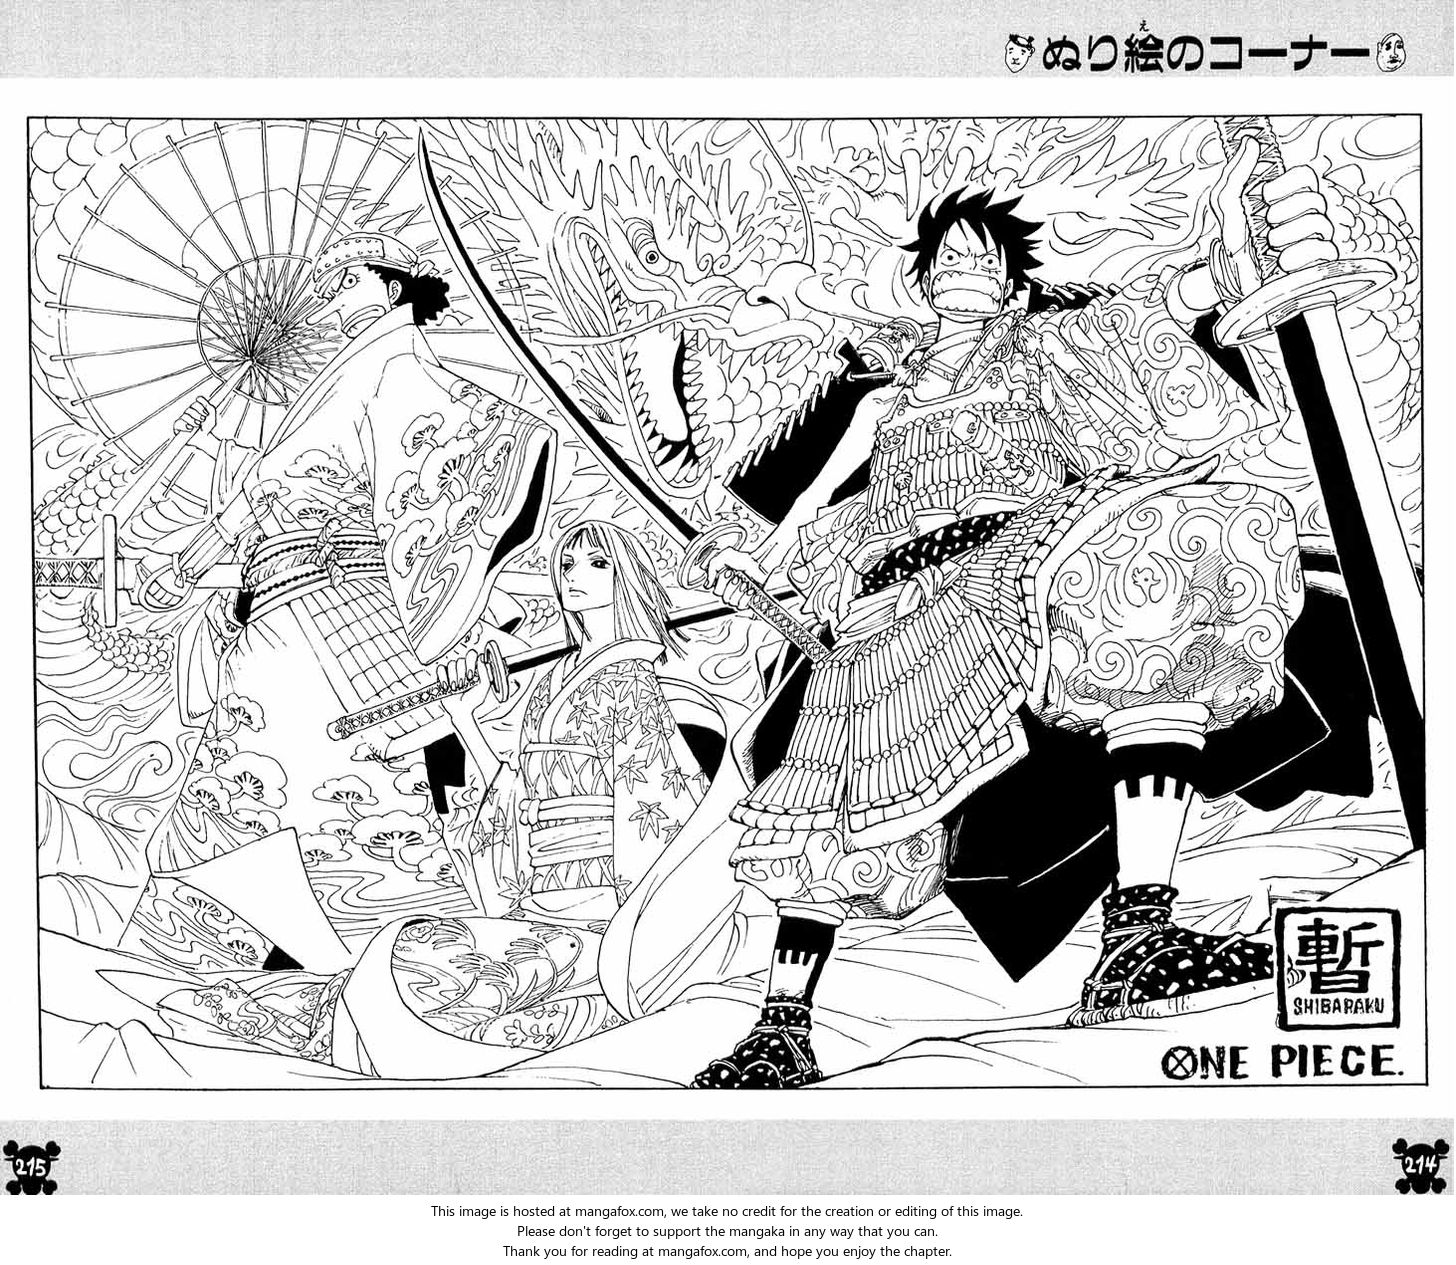 ぬり絵のコーナー
え
暫
SHIBARAKU
ONE PIECE.
215
214
This image is hosted at mangafox.com, we take no credit for the creation or editing of this image.
Please don't forget to support the mangaka in any way that you can.
Thank you for reading at mangafox.com, and hope you enjoy the chapter.